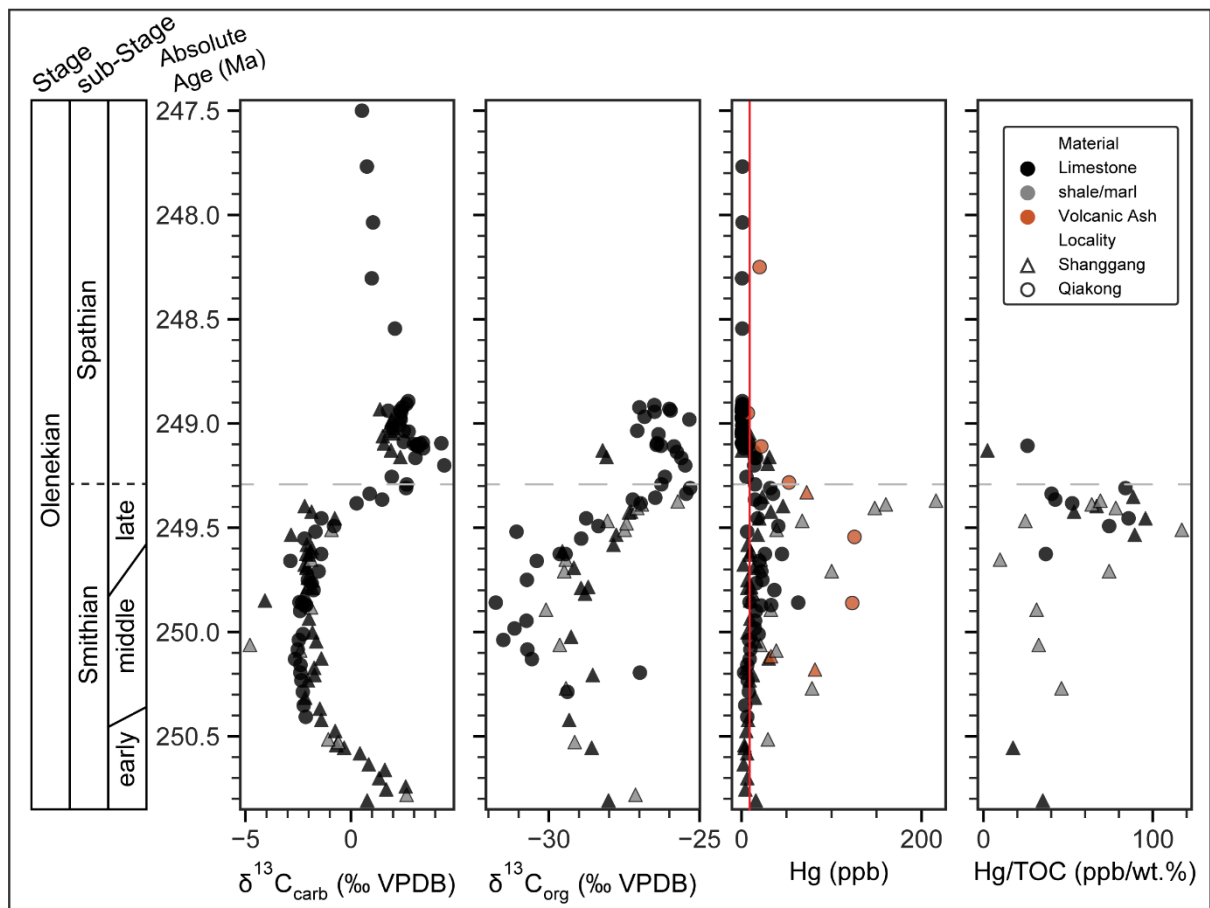 Stage
sub-Stage
Absolute
Age (Ma)
247.5
248.0
248.5
249.0
249.5
250.0
250.5
Olenekian
Spathian
Smithian
late
middle
early
Material
Limestone
shale/marl
Volcanic Ash
Locality
Shanggang
Qiakong
−5 0
−30 −25
0 200
0 100
δ¹³C_carb (‰ VPDB)
δ¹³C_org (‰ VPDB)
Hg (ppb)
Hg/TOC (ppb/wt.%)